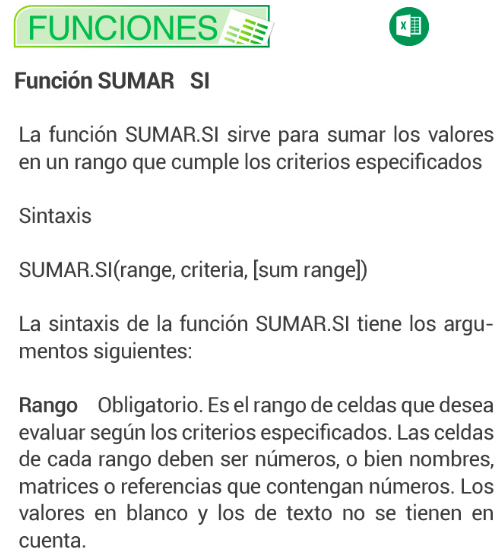 FUNCIONES
Función SUMAR SI
La función SUMAR.SI sirve para sumar los valores
en un rango que cumple los criterios especificados
Sintaxis
SUMAR.SI(range, criteria, [sum range])
La sintaxis de la función SUMAR.SI tiene los argu-
mentos siguientes:
Rango Obligatorio. Es el rango de celdas que desea
evaluar según los criterios especificados. Las celdas
de cada rango deben ser números, o bien nombres,
matrices o referencias que contengan números. Los
valores en blanco y los de texto no se tienen en
cuenta.